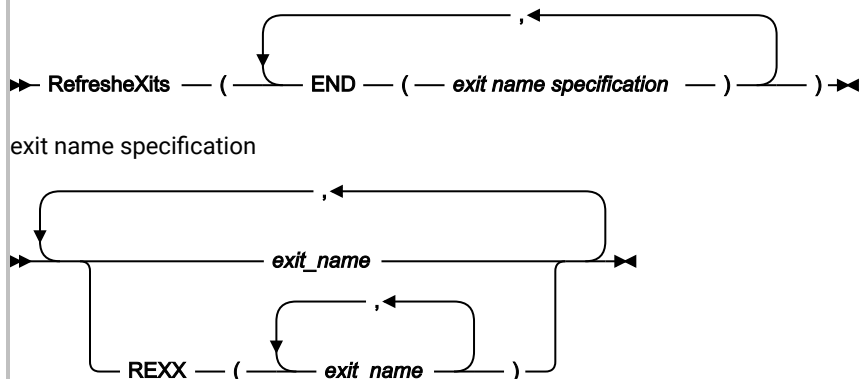 ,
RefresheXits ( END ( exit name specification ) )
exit name specification
,
exit_name
,
REXX ( exit_name )